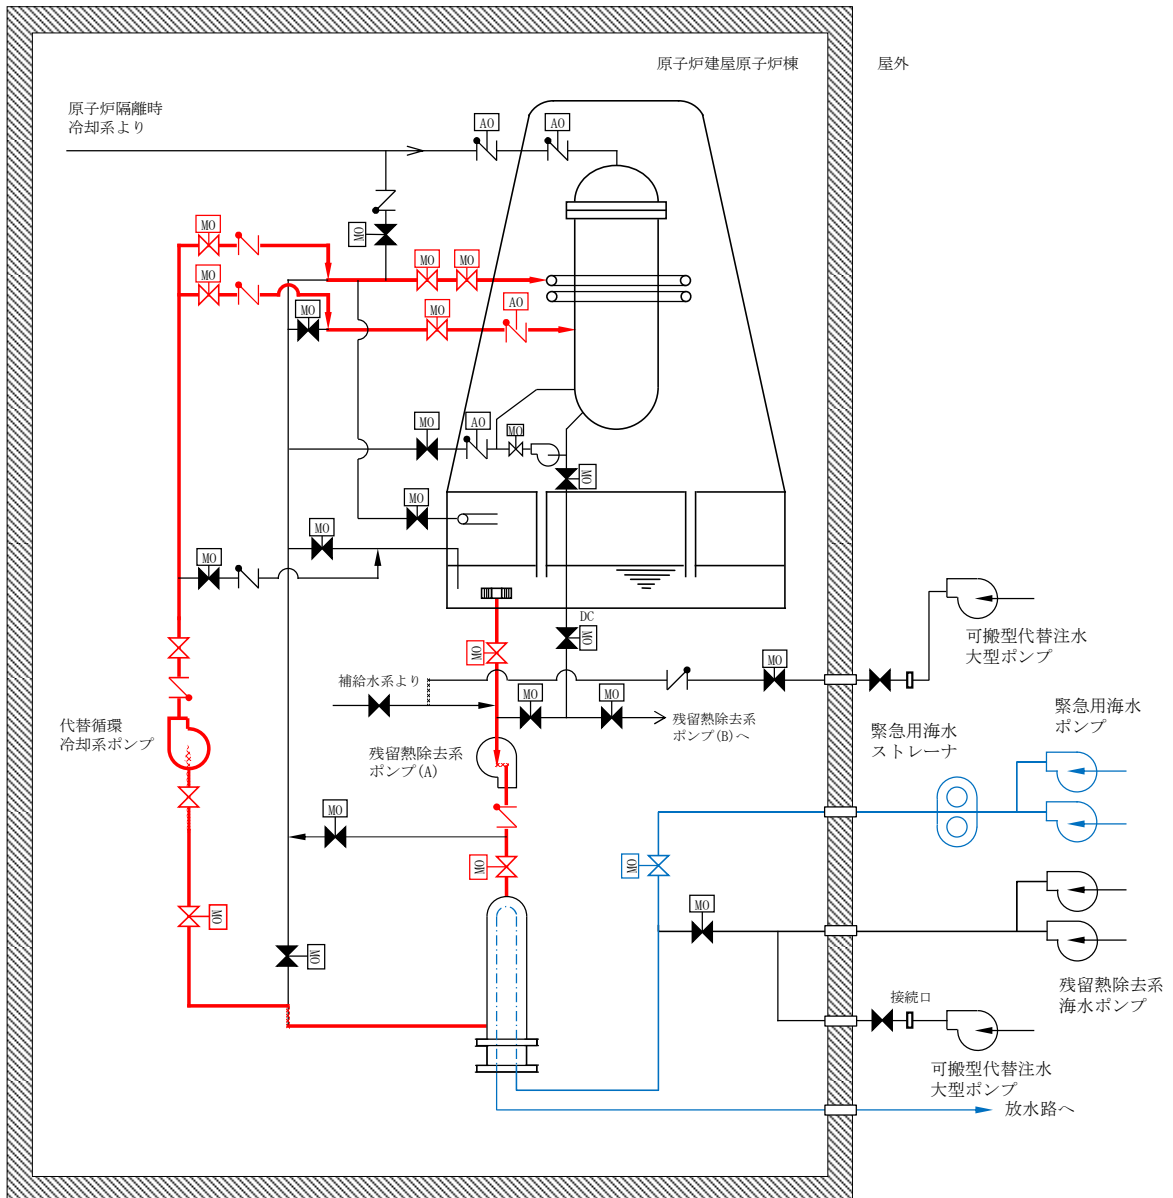 原子炉建屋原子炉棟
屋外
原子炉隔離時
冷却系より
AO
AO
MO
MO
MO
MO
MO
AO
MO
MO
MO
MO
AO
MO
MO
MO
MO
MO
DC
MO
MO
補給水系より
MO
MO
MO
残留熱除去系
ポンプ(B)へ
代替循環
冷却系ポンプ
残留熱除去系
ポンプ(A)
可搬型代替注水
大型ポンプ
緊急用海水
ポンプ
緊急用海水
ストレーナ
MO
MO
MO
MO
MO
MO
残留熱除去系
海水ポンプ
接続口
可搬型代替注水
大型ポンプ
放水路へ